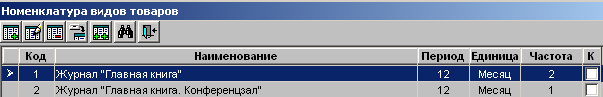 Номенклатура видов товаров
Код Наименование Период Единица Частота К
1 Журнал "Главная книга" 12 Месяц 2
2 Журнал "Главная книга. Конференцзал" 12 Месяц 1